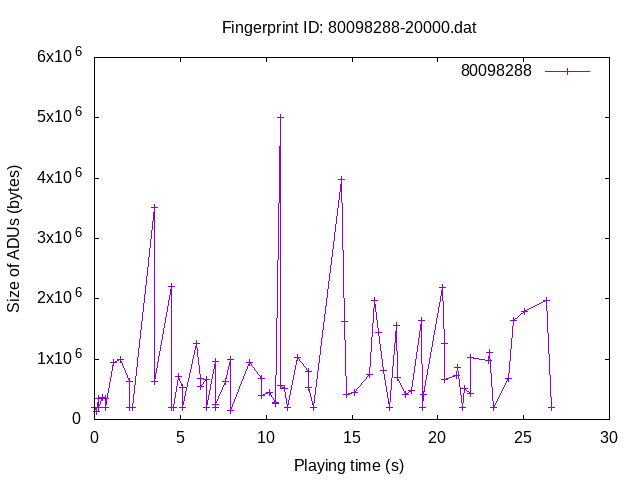 Fingerprint ID: 80098288-20000.dat
80098288
6x10^6
5x10^6
4x10^6
3x10^6
2x10^6
1x10^6
0
Size of ADUs (bytes)
0 5 10 15 20 25 30
Playing time (s)